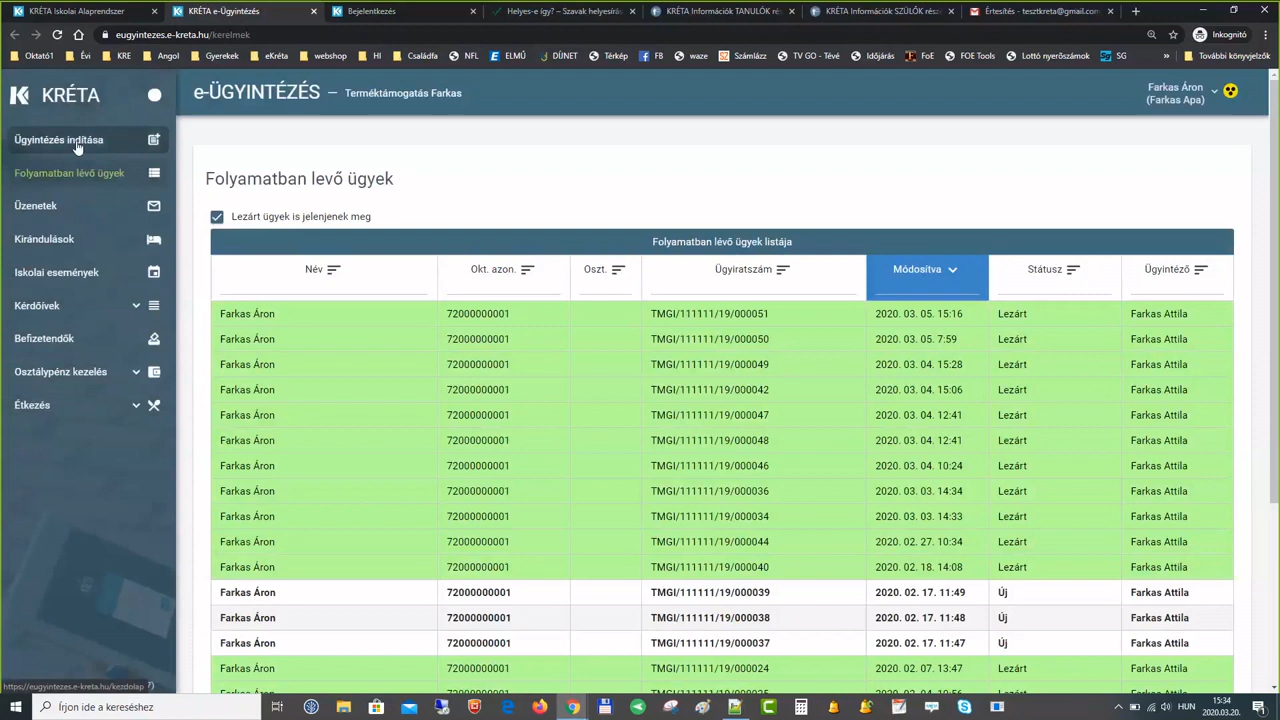 KRÉTA Iskolai Alaprendszer
KRÉTA e-Ügyintézés
Bejelentkezés
Helyes-e így? – Szavak helyesírás
KRÉTA Információk TANULÓK rész
KRÉTA Információk SZÜLŐK rész
Értesítés - tesztkreta@gmail.com
eugyintezes.e-kreta.hu/kerelmek
Inkognitó
Oktató1
Évi
KRE
Angol
Gyerekek
eKréta
webshop
HI
Családfa
NFL
ELMŰ
DÜNET
Térkép
FB
waze
Számlázz
TV GO - Tévé
Időjárás
FoE
FOE Tools
Lottó nyerőszámok
SG
További könyvjelzők
KRÉTA
e-ÜGYINTÉZÉS — Terméktámogatás Farkas
Farkas Áron
(Farkas Apa)
Ügyintézés indítása
Folyamatban lévő ügyek
Üzenetek
Kirándulások
Iskolai események
Kérdőívek
Befizetendők
Osztálypénz kezelés
Étkezés
Folyamatban levő ügyek
Lezárt ügyek is jelenjenek meg
Folyamatban lévő ügyek listája
Név Okt. azon. Oszt. Ügyiratszám Módosítva Státusz Ügyintéző
Farkas Áron 72000000001 TMGI/111111/19/000051 2020. 03. 05. 15:16 Lezárt Farkas Attila
Farkas Áron 72000000001 TMGI/111111/19/000050 2020. 03. 05. 7:59 Lezárt Farkas Attila
Farkas Áron 72000000001 TMGI/111111/19/000049 2020. 03. 04. 15:28 Lezárt Farkas Attila
Farkas Áron 72000000001 TMGI/111111/19/000042 2020. 03. 04. 15:06 Lezárt Farkas Attila
Farkas Áron 72000000001 TMGI/111111/19/000047 2020. 03. 04. 12:41 Lezárt Farkas Attila
Farkas Áron 72000000001 TMGI/111111/19/000048 2020. 03. 04. 12:41 Lezárt Farkas Attila
Farkas Áron 72000000001 TMGI/111111/19/000046 2020. 03. 04. 10:24 Lezárt Farkas Attila
Farkas Áron 72000000001 TMGI/111111/19/000036 2020. 03. 03. 14:34 Lezárt Farkas Attila
Farkas Áron 72000000001 TMGI/111111/19/000034 2020. 03. 03. 14:33 Lezárt Farkas Attila
Farkas Áron 72000000001 TMGI/111111/19/000044 2020. 02. 27. 10:34 Lezárt Farkas Attila
Farkas Áron 72000000001 TMGI/111111/19/000040 2020. 02. 18. 14:08 Lezárt Farkas Attila
Farkas Áron 72000000001 TMGI/111111/19/000039 2020. 02. 17. 11:49 Új Farkas Attila
Farkas Áron 72000000001 TMGI/111111/19/000038 2020. 02. 17. 11:48 Új Farkas Attila
Farkas Áron 72000000001 TMGI/111111/19/000037 2020. 02. 17. 11:47 Új Farkas Attila
Farkas Áron 72000000001 TMGI/111111/19/000024 2020. 02. 07. 13:47 Lezárt Farkas Attila
https://eugyintezes.e-kreta.hu/kezdolap
Írjon ide a kereséshez
HUN
15:34
2020.03.20.